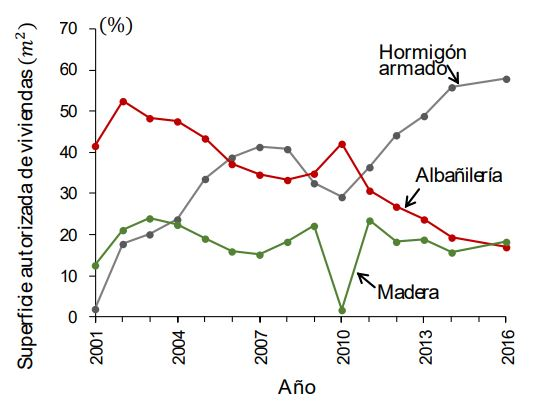 Superficie autorizada de viviendas (m²)
(%)
70
60
50
40
30
20
10
0
Hormigón
armado
Albañilería
Madera
2001
2004
2007
2010
2013
2016
Año